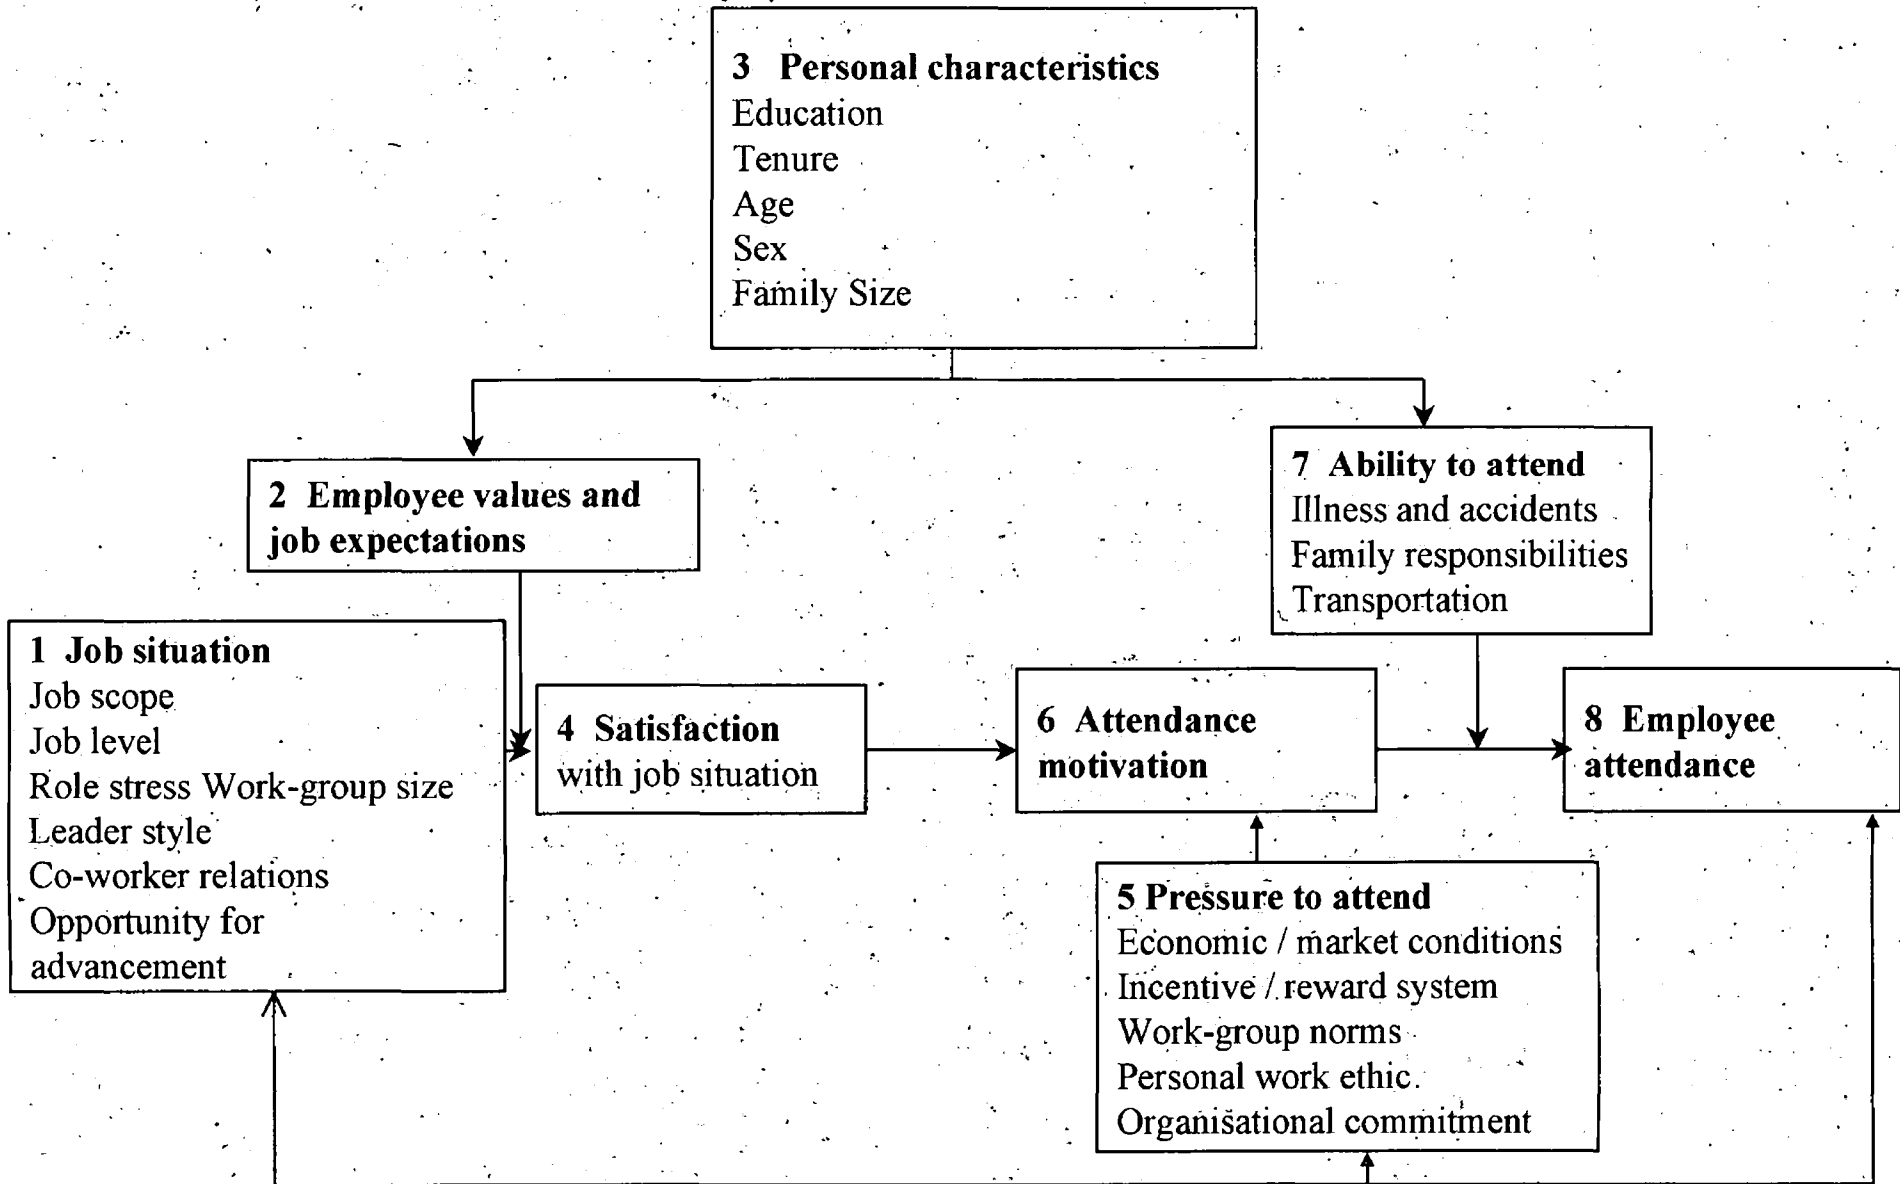 3 Personal characteristics
Education
Tenure
Age
Sex
Family Size
2 Employee values and
job expectations
7 Ability to attend
Illness and accidents
Family responsibilities
Transportation
1 Job situation
Job scope
Job level
Role stress Work-group size
Leader style
Co-worker relations
Opportunity for
advancement
4 Satisfaction
with job situation
6 Attendance
motivation
8 Employee
attendance
5 Pressure to attend
Economic / market conditions
Incentive / reward system
Work-group norms
Personal work ethic.
Organisational commitment